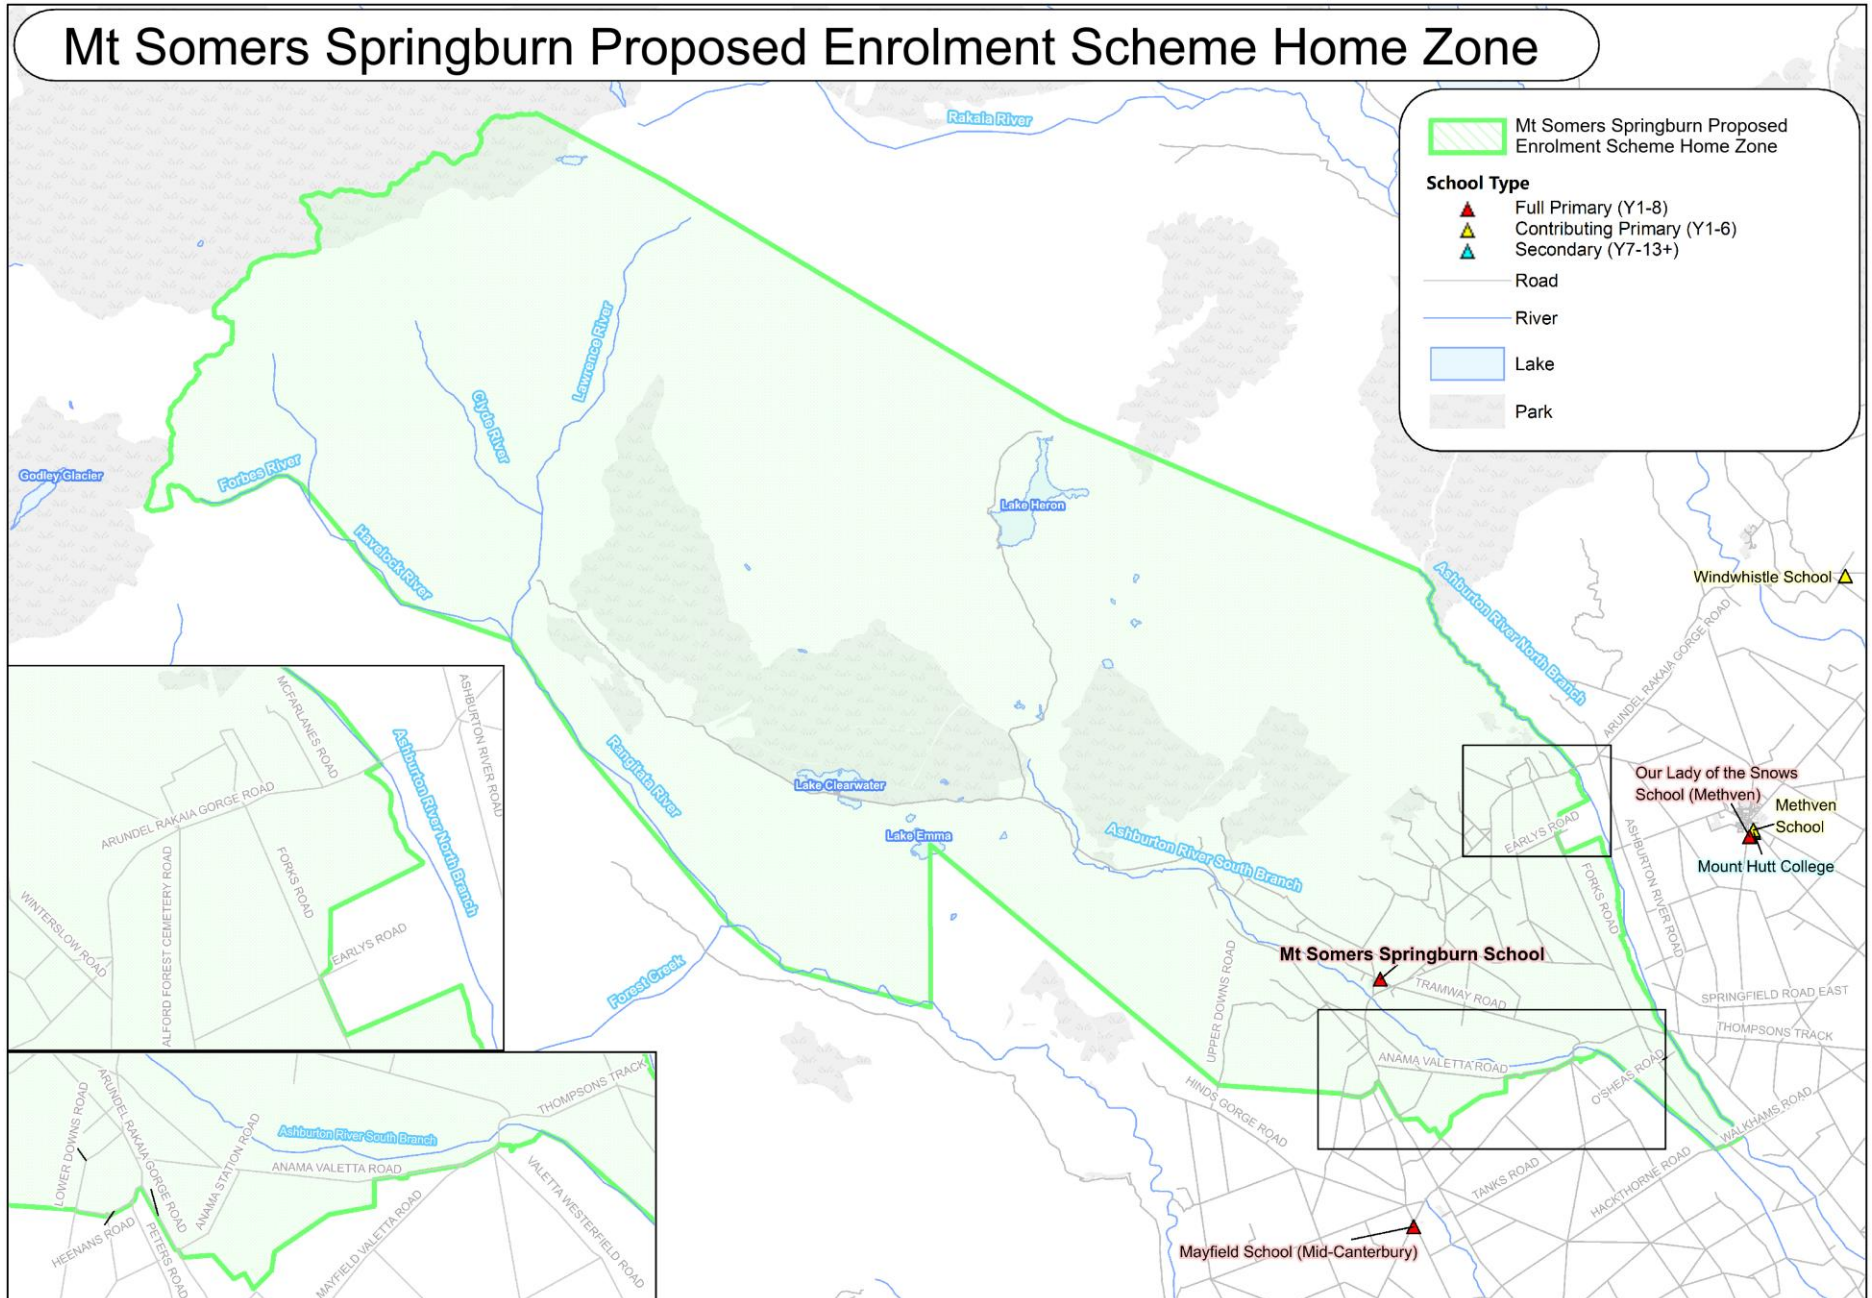 Mt Somers Springburn Proposed Enrolment Scheme Home Zone
Mt Somers Springburn Proposed
Enrolment Scheme Home Zone
School Type
Full Primary (Y1-8)
Contributing Primary (Y1-6)
Secondary (Y7-13+)
Road
River
Lake
Park
Rakaia River
Lawrence River
Clyde River
Forbes River
Godley Glacier
Havelock River
Lake Heron
Ashburton River North Branch
Windwhistle School
ARUNDEL RAKAIA GORGE ROAD
Rangitata River
Lake Clearwater
Lake Emma
Ashburton River South Branch
Our Lady of the Snows
School (Methven)
Methven
School
Mount Hutt College
EARLYS ROAD
FORKS ROAD
ASHBURTON RIVER ROAD
Forest Creek
UPPER DOWNS ROAD
Mt Somers Springburn School
TRAMWAY ROAD
SPRINGFIELD ROAD EAST
THOMPSONS TRACK
ANAMA VALETTA ROAD
O'SHEAS ROAD
HINDS GORGE ROAD
WALKHAMS ROAD
TANKS ROAD
HACKTHORNE ROAD
Mayfield School (Mid-Canterbury)
MCFARLANES ROAD
ASHBURTON RIVER ROAD
Ashburton River North Branch
ARUNDEL RAKAIA GORGE ROAD
FORKS ROAD
ALFORD FOREST CEMETERY ROAD
WINTERSLOW ROAD
EARLYS ROAD
LOWER DOWNS ROAD
ARUNDEL RAKAIA GORGE ROAD
ANAMA STATION ROAD
Ashburton River South Branch
THOMPSONS TRACK
ANAMA VALETTA ROAD
HEENANS ROAD
PETERS ROAD
MAYFIELD VALETTA ROAD
VALETTA WESTERFIELD ROAD